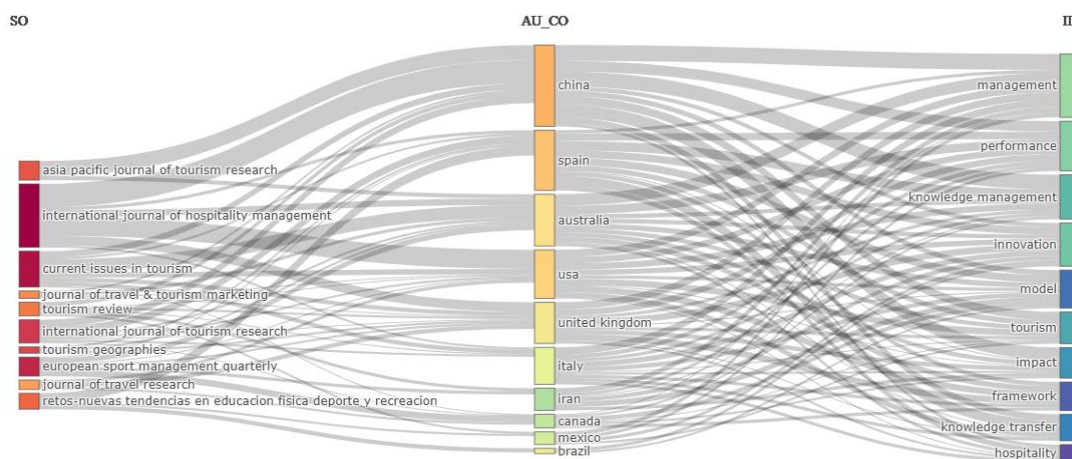 SO
AU_CO
asia pacific journal of tourism research
international journal of hospitality management
current issues in tourism
journal of travel & tourism marketing
tourism review
international journal of tourism research
tourism geographies
european sport management quarterly
journal of travel research
retos-nuevas tendencias en educacion fisica deporte y recreacion
china
spain
australia
usa
united kingdom
italy
iran
canada
mexico
brazil
management
performance
knowledge management
innovation
model
tourism
impact
framework
knowledge transfer
hospitality